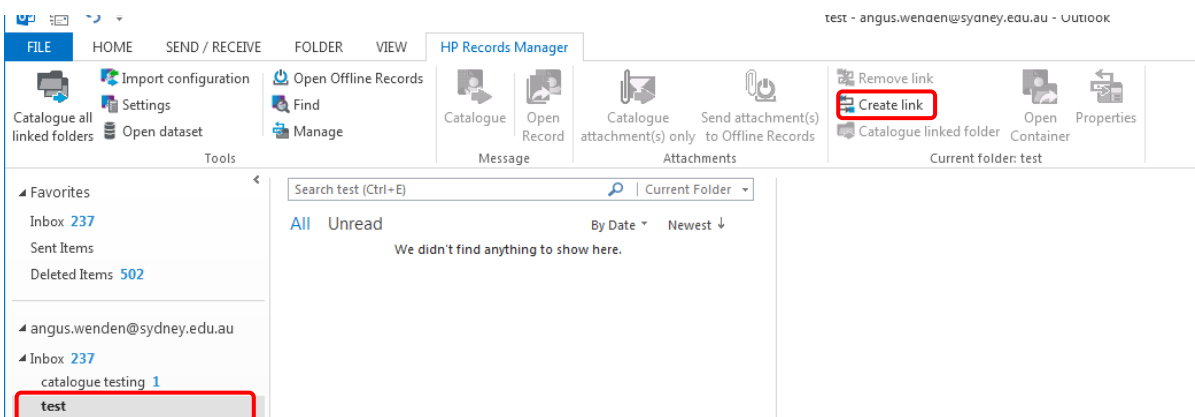 test - angus.wenden@sydney.edu.au - Outlook
FILE HOME SEND / RECEIVE FOLDER VIEW HP Records Manager
Import configuration Open Offline Records Remove link
Settings Find Create link
Catalogue all linked folders Open dataset Manage Catalogue Open Record Catalogue attachment(s) only Send attachment(s) to Offline Records Catalogue linked folder Open Container Properties
Tools Message Attachments Current folder: test
Favorites Search test (Ctrl+E) Current Folder
Inbox 237 All Unread By Date Newest ↓
Sent Items We didn't find anything to show here.
Deleted Items 502
angus.wenden@sydney.edu.au
Inbox 237
catalogue testing 1
test